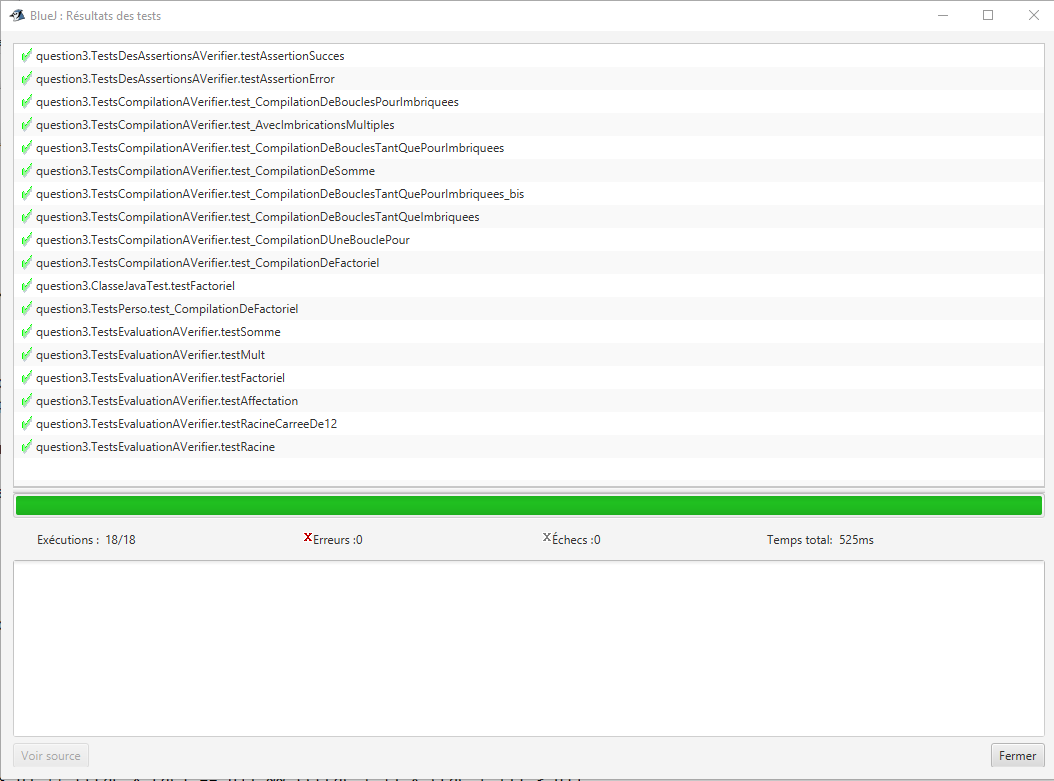 BlueJ : Résultats des tests
question3.TestsDesAssertionsAVerifier.testAssertionSucces
question3.TestsDesAssertionsAVerifier.testAssertionError
question3.TestsCompilationAVerifier.test_CompilationDeBouclesPourImbriquees
question3.TestsCompilationAVerifier.test_AvecImbricationsMultiples
question3.TestsCompilationAVerifier.test_CompilationDeBouclesTantQuePourImbriquees
question3.TestsCompilationAVerifier.test_CompilationDeSomme
question3.TestsCompilationAVerifier.test_CompilationDeBouclesTantQuePourImbriquees_bis
question3.TestsCompilationAVerifier.test_CompilationDeBouclesTantQueImbriquees
question3.TestsCompilationAVerifier.test_CompilationDUneBouclePour
question3.TestsCompilationAVerifier.test_CompilationDeFactoriel
question3.ClasseJavaTest.testFactoriel
question3.TestsPerso.test_CompilationDeFactoriel
question3.TestsEvaluationAVerifier.testSomme
question3.TestsEvaluationAVerifier.testMult
question3.TestsEvaluationAVerifier.testFactoriel
question3.TestsEvaluationAVerifier.testAffectation
question3.TestsEvaluationAVerifier.testRacineCarreeDe12
question3.TestsEvaluationAVerifier.testRacine
Exécutions : 18/18 XErreurs :0 XÉchecs :0 Temps total: 525ms
Voir source Fermer